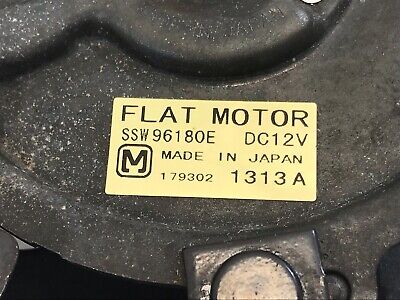 FLAT MOTOR
SSW96180E DC12V
M MADE IN JAPAN
179302 1313A